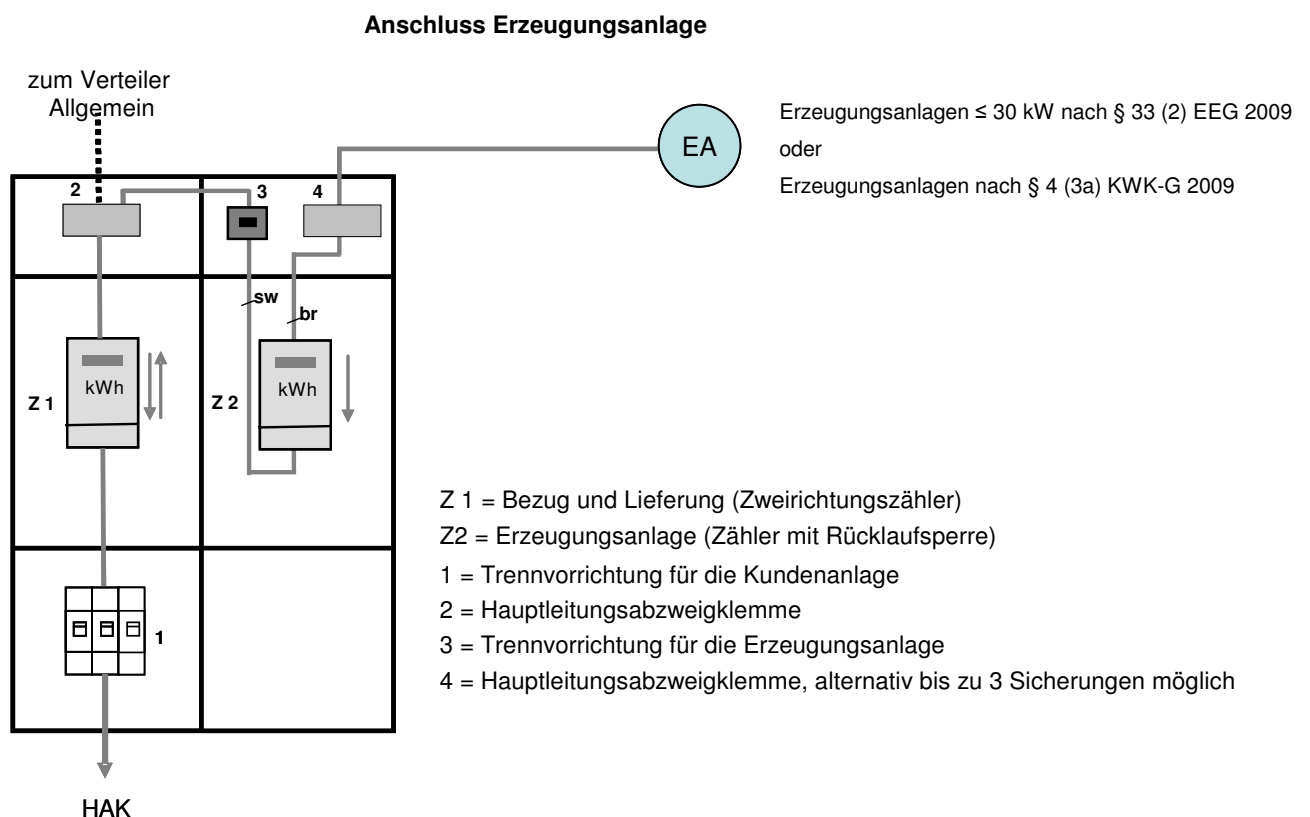 Anschluss Erzeugungsanlage
zum Verteiler
Allgemein
EA
Erzeugungsanlagen ≤ 30 kW nach § 33 (2) EEG 2009
oder
Erzeugungsanlagen nach § 4 (3a) KWK-G 2009
2
3
4
sw
br
kWh
kWh
Z 1
Z 2
Z 1 = Bezug und Lieferung (Zweirichtungszähler)
Z2 = Erzeugungsanlage (Zähler mit Rücklaufsperre)
1 = Trennvorrichtung für die Kundenanlage
2 = Hauptleitungsabzweigklemme
3 = Trennvorrichtung für die Erzeugungsanlage
4 = Hauptleitungsabzweigklemme, alternativ bis zu 3 Sicherungen möglich
1
HAK